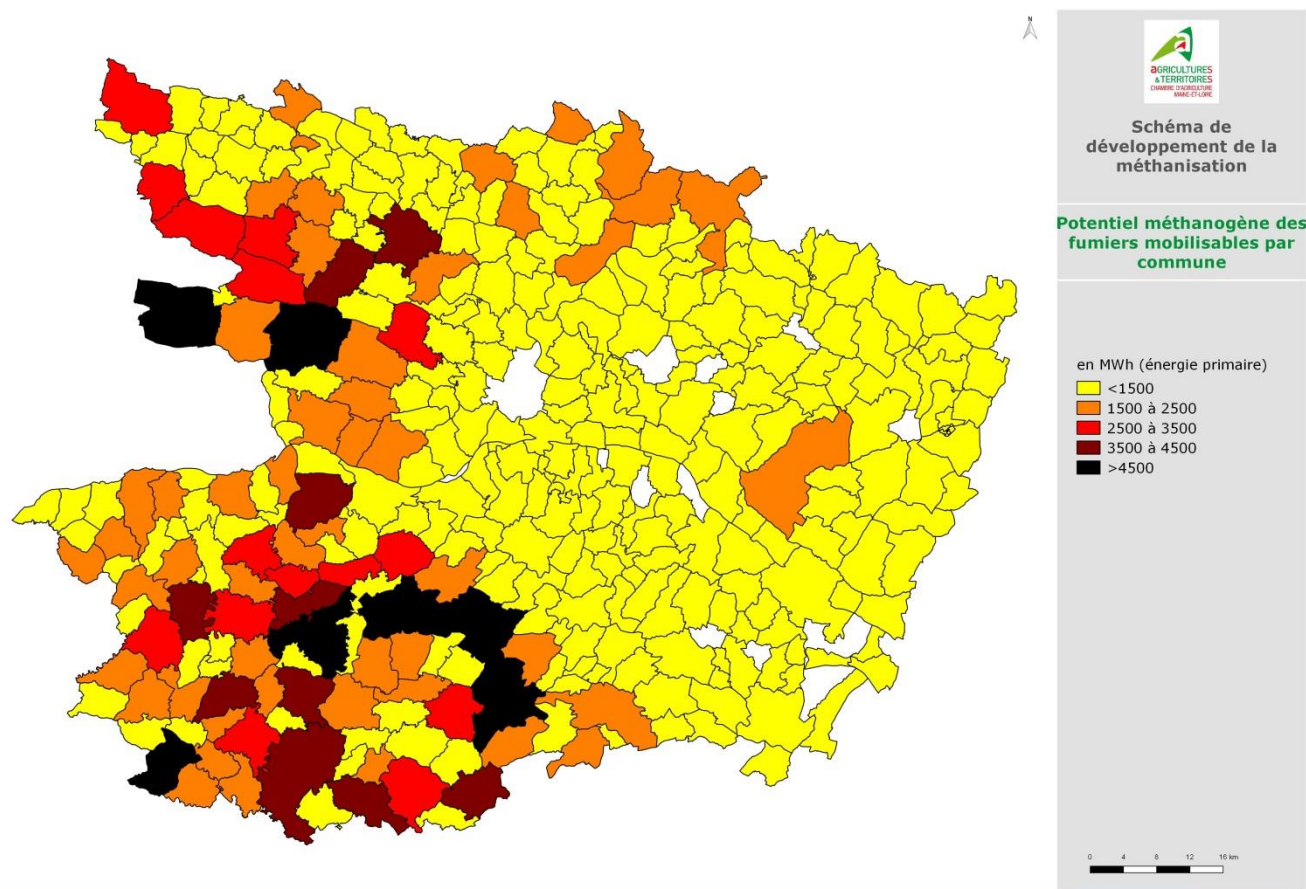 N
AGRICULTURES
& TERRITOIRES
CHAMBRE D'AGRICULTURE
MAINE-ET-LOIRE
Schéma de
développement de la
méthanisation
Potentiel méthanogène des
fumiers mobilisables par
commune
en MWh (énergie primaire)
<1500
1500 à 2500
2500 à 3500
3500 à 4500
>4500
0 4 8 12 16 km